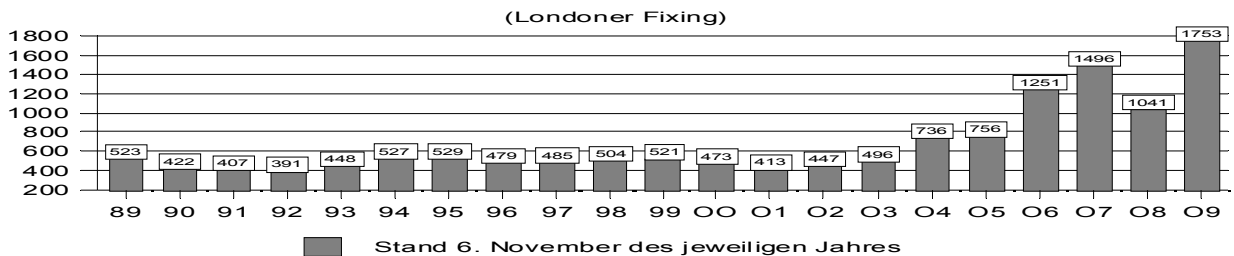 (Londoner Fixing)
1800
1600
1400
1200
1000
800
600
400
200
523 422 407 391 448 527 529 479 485 504 521 473 413 447 496 736 756 1251 1496 1041 1753
89 90 91 92 93 94 95 96 97 98 99 OO O1 O2 O3 O4 O5 O6 O7 O8 O9
Stand 6. November des jeweiligen Jahres